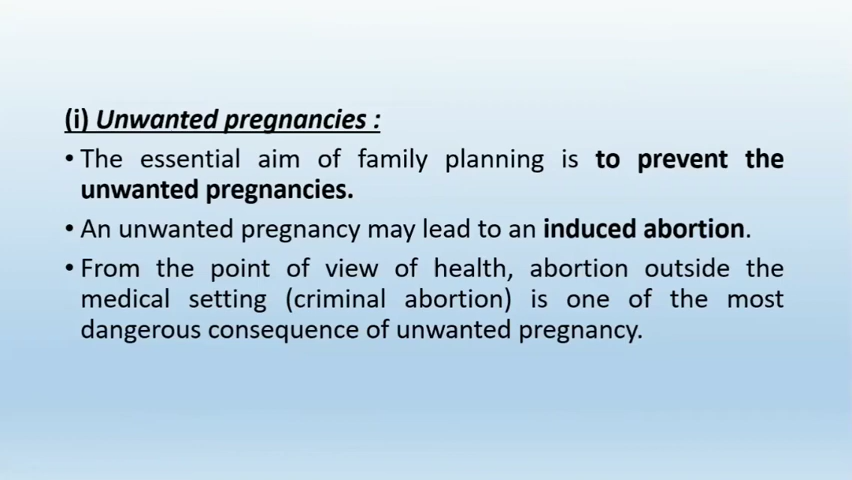 (i) Unwanted pregnancies :
• The essential aim of family planning is to prevent the
unwanted pregnancies.
• An unwanted pregnancy may lead to an induced abortion.
• From the point of view of health, abortion outside the
medical setting (criminal abortion) is one of the most
dangerous consequence of unwanted pregnancy.